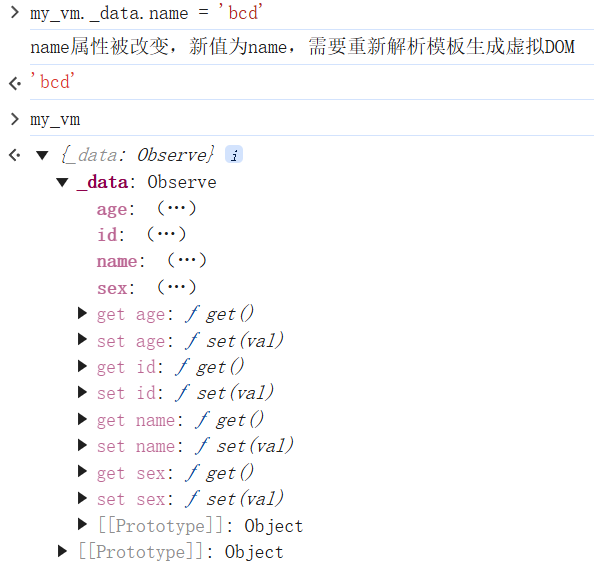 my_vm._data.name = 'bcd'
name属性被改变，新值为name，需要重新解析模板生成虚拟DOM
'bcd'
my_vm
{_data: Observe} i
_data: Observe
age: (…)
id: (…)
name: (…)
sex: (…)
get age: ƒ get()
set age: ƒ set(val)
get id: ƒ get()
set id: ƒ set(val)
get name: ƒ get()
set name: ƒ set(val)
get sex: ƒ get()
set sex: ƒ set(val)
[[Prototype]]: Object
[[Prototype]]: Object